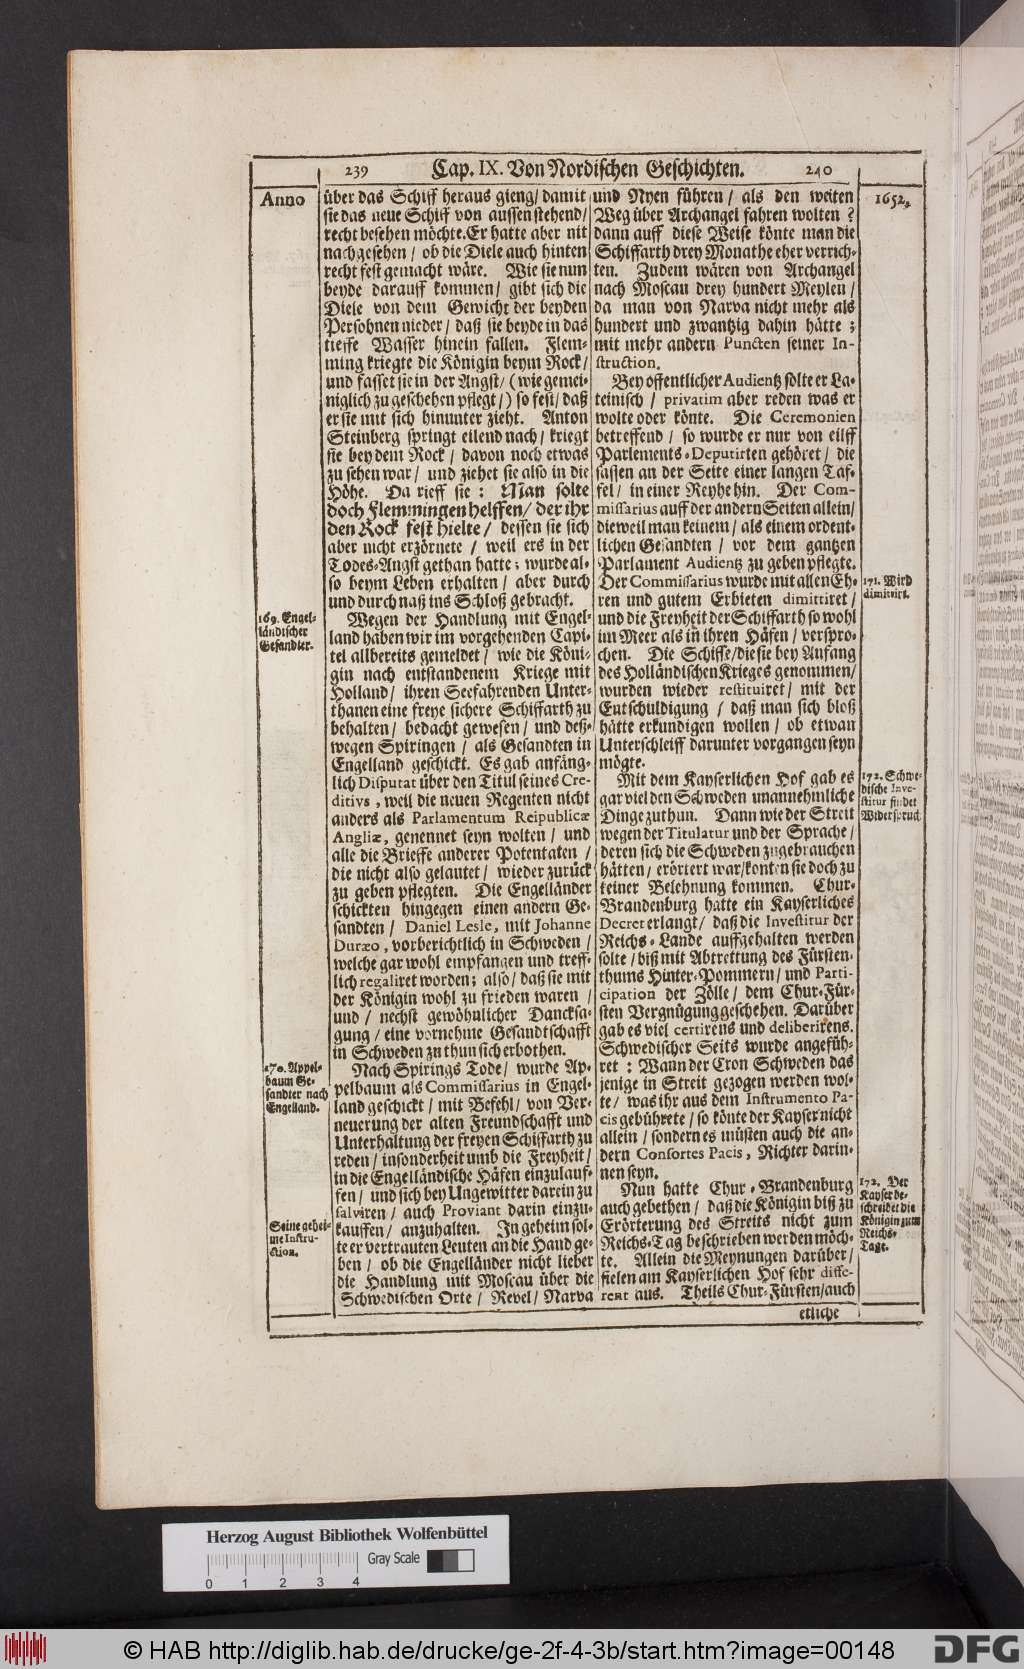 239 Cap. IX. Von Nordischen Geschichten. 240
Anno
1652.
über das Schiff heraus gieng/ damit
sie das neue Schiff von aussen stehend/
recht besehen möchte. Er hatte aber nit
nachgesehen/ ob die Diele auch hinten
recht fest gemacht wäre. Wie sie nun
beyde darauff kommen/ gibt sich die
Diele von dem Gewicht der beyden
Persohnen nieder/ daß sie beyde in das
tieffe Wasser hinein fallen. Flem-
ming kriegte die Königin beym Rock/
und fasset sie in der Angst/ (wie gemei-
niglich zu geschehen pflegt/) so fest/ daß
er sie mit sich hinunter zieht. Anton
Steinberg springt eilend nach/ kriegt
sie bey dem Rock/ davon noch etwas
zu sehen war/ und ziehet sie also in die
Höhe. Da rieff sie: Man solte
doch Flemmingen helffen/ der ihr
den Rock fest hielte/ dessen sie sich
aber nicht erzörnete/ weil ers in der
Todes-Angst gethan hatte; wurde al-
so beym Leben erhalten/ aber durch
und durch naß ins Schloß gebracht.
169. Engel-
ländischer
Gesandter.
Wegen der Handlung mit Engel-
land haben wir im vorgehenden Capi-
tel allbereits gemeldet/ wie die Köni-
gin nach entstandenem Kriege mit
Holland/ ihren Seefahrenden Unter-
thanen eine freye sichere Schiffarth zu
behalten/ bedacht gewesen/ und deß-
wegen Spiringen/ als Gesandten in
Engelland geschickt. Es gab anfäng-
lich Disputat über den Titul seines Cre-
ditivs, weil die neuen Regenten nicht
anders als Parlamentum Reipublicæ
Angliæ, genennet seyn wolten/ und
alle die Brieffe anderer Potentaten/
die nicht also gelautet/ wieder zurück
zu geben pflegten. Die Engelländer
schickten hingegen einen andern Ge-
sandten/ Daniel Lesle, mit Johanne
Duræo, vorberichtlich in Schweden/
welche gar wohl empfangen und treff-
lich regaliret worden; also/ daß sie mit
der Königin wohl zu frieden waren/
und/ nechst gewöhnlicher Dancksa-
gung/ eine vornehme Gesandtschafft
in Schweden zu thun sich erbothen.
170. Appel-
baum Ge-
sandter nach
Engelland.
Nach Spirings Tode/ wurde Ap-
pelbaum als Commissarius in Engel-
land geschickt/ mit Befehl/ von Ver-
neuerung der alten Freundschafft und
Unterhaltung der freyen Schiffarth zu
reden/ insonderheit umb die Freyheit/
in die Engelländische Häfen einzulauf-
fen/ und sich bey Ungewitter darein zu
salviren/ auch Proviant darin einzu-
kauffen/ anzuhalten. In geheim sol-
te er vertrauten Leuten an die Hand ge-
ben/ ob die Engelländer nicht lieber
die Handlung mit Moscau über die
Schwedischen Orte/ Revel/ Narva
Seine gehei-
me Instru-
ction.
und Nyen führen/ als den weiten
Weg über Archangel fahren wolten?
dann auff diese Weise könte man die
Schiffarth drey Monathe eher verrich-
ten. Zudem wären von Archangel
nach Moscau drey hundert Meylen/
da man von Narva nicht mehr als
hundert und zwantzig dahin hätte;
mit mehr andern Puncten seiner In-
struction.
Bey offentlicher Audientz solte er La-
teinisch/ privatim aber reden was er
wolte oder könte. Die Ceremonien
betreffend/ so wurde er nur von eilff
Parlements-Deputirten gehöret/ die
sassen an der Seite einer langen Taf-
fel/ in einer Reyhe hin. Der Com-
missarius auff der andern Seiten allein/
dieweil man keinem/ als einem ordent-
lichen Gesandten/ vor dem gantzen
Parlament Audientz zu geben pflegte.
Der Commissarius wurde mit allen Eh-
ren und gutem Erbieten dimittiret/
und die Freyheit der Schiffarth so wohl
im Meer als in ihren Häfen/ verspro-
chen. Die Schiffe/ die sie bey Anfang
des Holländischen Krieges genommen/
wurden wieder restituiret/ mit der
Entschuldigung/ daß man sich bloß
hätte erkundigen wollen/ ob etwan
Unterschleiff darunter vorgangen seyn
mögte.
171. Wird
dimittirt.
Mit dem Kayserlichen Hof gab es
gar viel den Schweden unannehmliche
Dinge zu thun. Dann wie der Streit
wegen der Titulatur und der Sprache/
deren sich die Schweden zugebrauchen
hätten/ erörtert war/ konten sie doch zu
keiner Belehnung kommen. Chur-
Brandenburg hatte ein Kayserliches
Decret erlangt/ daß die Investitur der
Reichs-Lande auffgehalten werden
solte/ biß mit Abtrettung des Fürsten-
thums Hinter-Pommern/ und Parti-
cipation der Zölle/ dem Chur-Für-
sten Vergnügung geschehen. Darüber
gab es viel certirens und deliberirens.
Schwedischer Seits wurde angefüh-
ret: Wann der Cron Schweden das
jenige in Streit gezogen werden wol-
te/ was ihr aus dem Instrumento Pa-
cis gebührete/ so könte der Kayser nicht
allein/ sondern es müsten auch die an-
dern Consortes Pacis, Richter darin-
nen seyn.
172. Schwe-
dische Inve-
stitur findet
Widerspruch.
Nun hatte Chur-Brandenburg
auch gebethen/ daß die Königin biß zu
Erörterung des Streits nicht zum
Reichs-Tag beschrieben werden möch-
te. Allein die Meynungen darüber/
fielen am Kayserlichen Hof sehr diffe-
rent aus. Theils Chur-Fürsten/ auch
172. Der
Kayser be-
schreibet die
Königin zum
Reichs-
Tage.
etliche
Herzog August Bibliothek Wolfenbüttel
Gray Scale
0 1 2 3 4
© HAB http://diglib.hab.de/drucke/ge-2f-4-3b/start.htm?image=00148
DFG